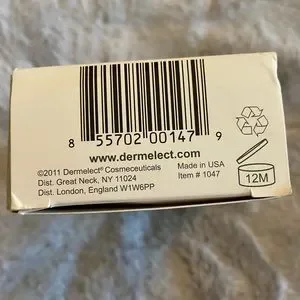 8 55702 00147 9
www.dermelect.com
©2011 Dermelect® Cosmeceuticals
Dist. Great Neck, NY 11024
Dist. London, England W1W6PP
Made in USA
Item # 1047
12M